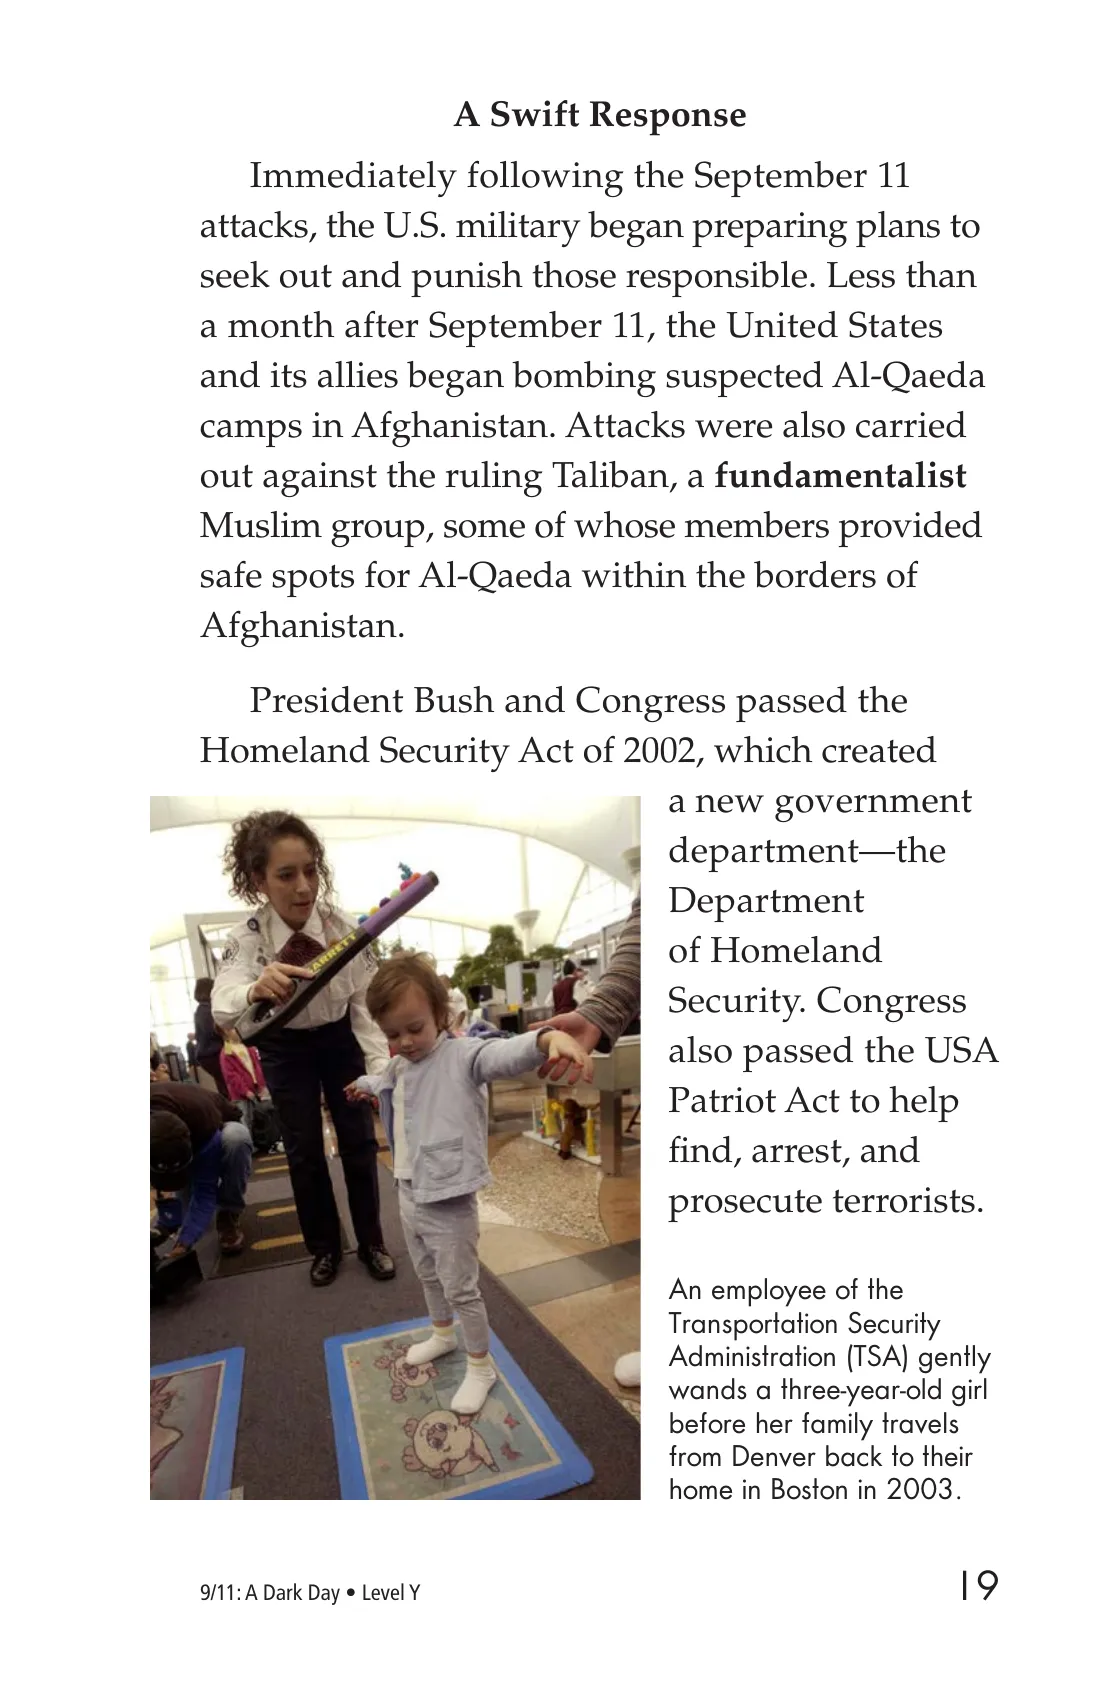 A Swift Response
Immediately following the September 11
attacks, the U.S. military began preparing plans to
seek out and punish those responsible. Less than
a month after September 11, the United States
and its allies began bombing suspected Al-Qaeda
camps in Afghanistan. Attacks were also carried
out against the ruling Taliban, a fundamentalist
Muslim group, some of whose members provided
safe spots for Al-Qaeda within the borders of
Afghanistan.
President Bush and Congress passed the
Homeland Security Act of 2002, which created
a new government
department—the
Department
of Homeland
Security. Congress
also passed the USA
Patriot Act to help
find, arrest, and
prosecute terrorists.
GARRETT
An employee of the
Transportation Security
Administration (TSA) gently
wands a three-year-old girl
before her family travels
from Denver back to their
home in Boston in 2003.
9/11: A Dark Day • Level Y
19